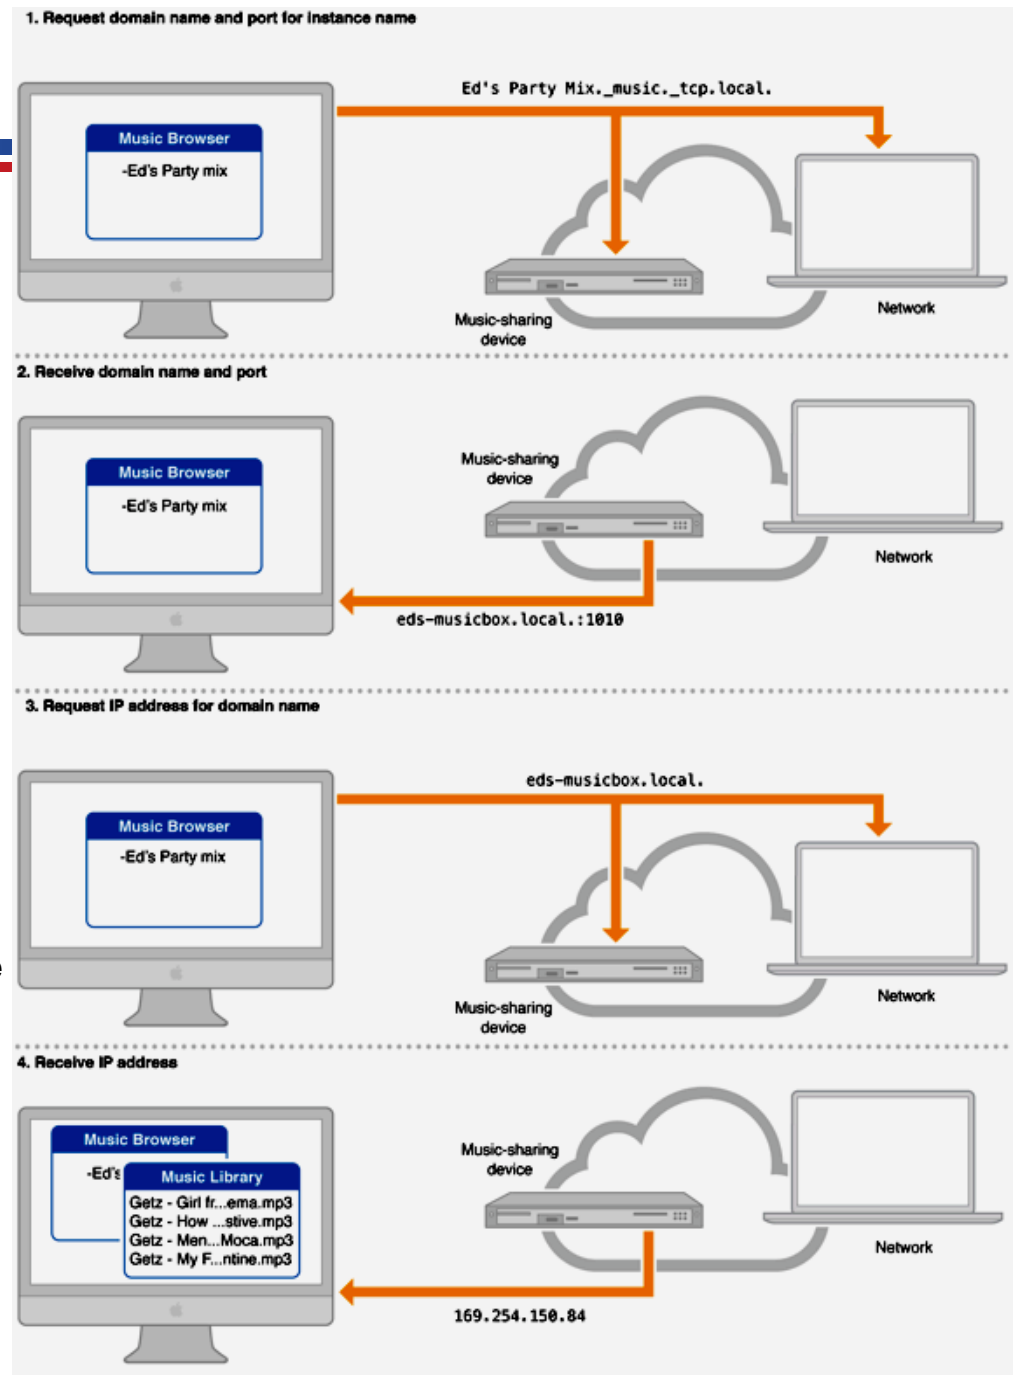 1. Request domain name and port for instance name
Ed's Party Mix._music._tcp.local.
Music Browser
-Ed's Party mix
Music-sharing
device
Network
2. Receive domain name and port
Music Browser
-Ed's Party mix
Music-sharing
device
Network
eds-musicbox.local.:1010
3. Request IP address for domain name
eds-musicbox.local.
Music Browser
-Ed's Party mix
e
Music-sharing
device
Network
4. Receive IP address
Music Browser
-Ed's
Music Library
Getz - Girl fr...ema.mp3
Getz - How ...stive.mp3
Getz - Men...Moca.mp3
Getz - My F...ntine.mp3
Music-sharing
device
Network
169.254.150.84